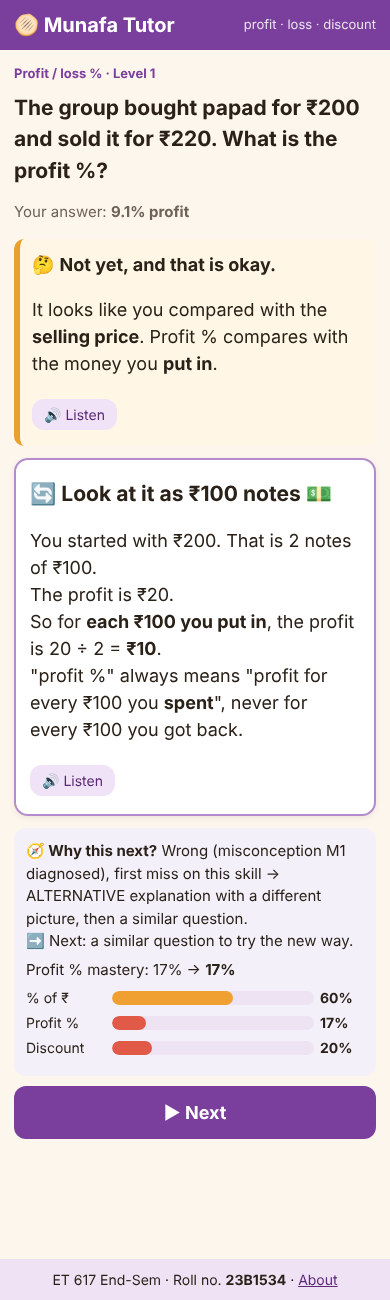 Munafa Tutor
profit · loss · discount
Profit / loss % · Level 1
The group bought papad for ₹200
and sold it for ₹220. What is the
profit %?
Your answer: 9.1% profit
🤔 Not yet, and that is okay.
It looks like you compared with the
selling price. Profit % compares with
the money you put in.
🔊 Listen
🔄 Look at it as ₹100 notes 💵
You started with ₹200. That is 2 notes
of ₹100.
The profit is ₹20.
So for each ₹100 you put in, the profit
is 20 ÷ 2 = ₹10.
"profit %" always means "profit for
every ₹100 you spent", never for
every ₹100 you got back.
🔊 Listen
🧭 Why this next? Wrong (misconception M1
diagnosed), first miss on this skill →
ALTERNATIVE explanation with a different
picture, then a similar question.
➡️ Next: a similar question to try the new way.
Profit % mastery: 17% → 17%
% of ₹ 60%
Profit % 17%
Discount 20%
▶ Next
ET 617 End-Sem · Roll no. 23B1534 · About